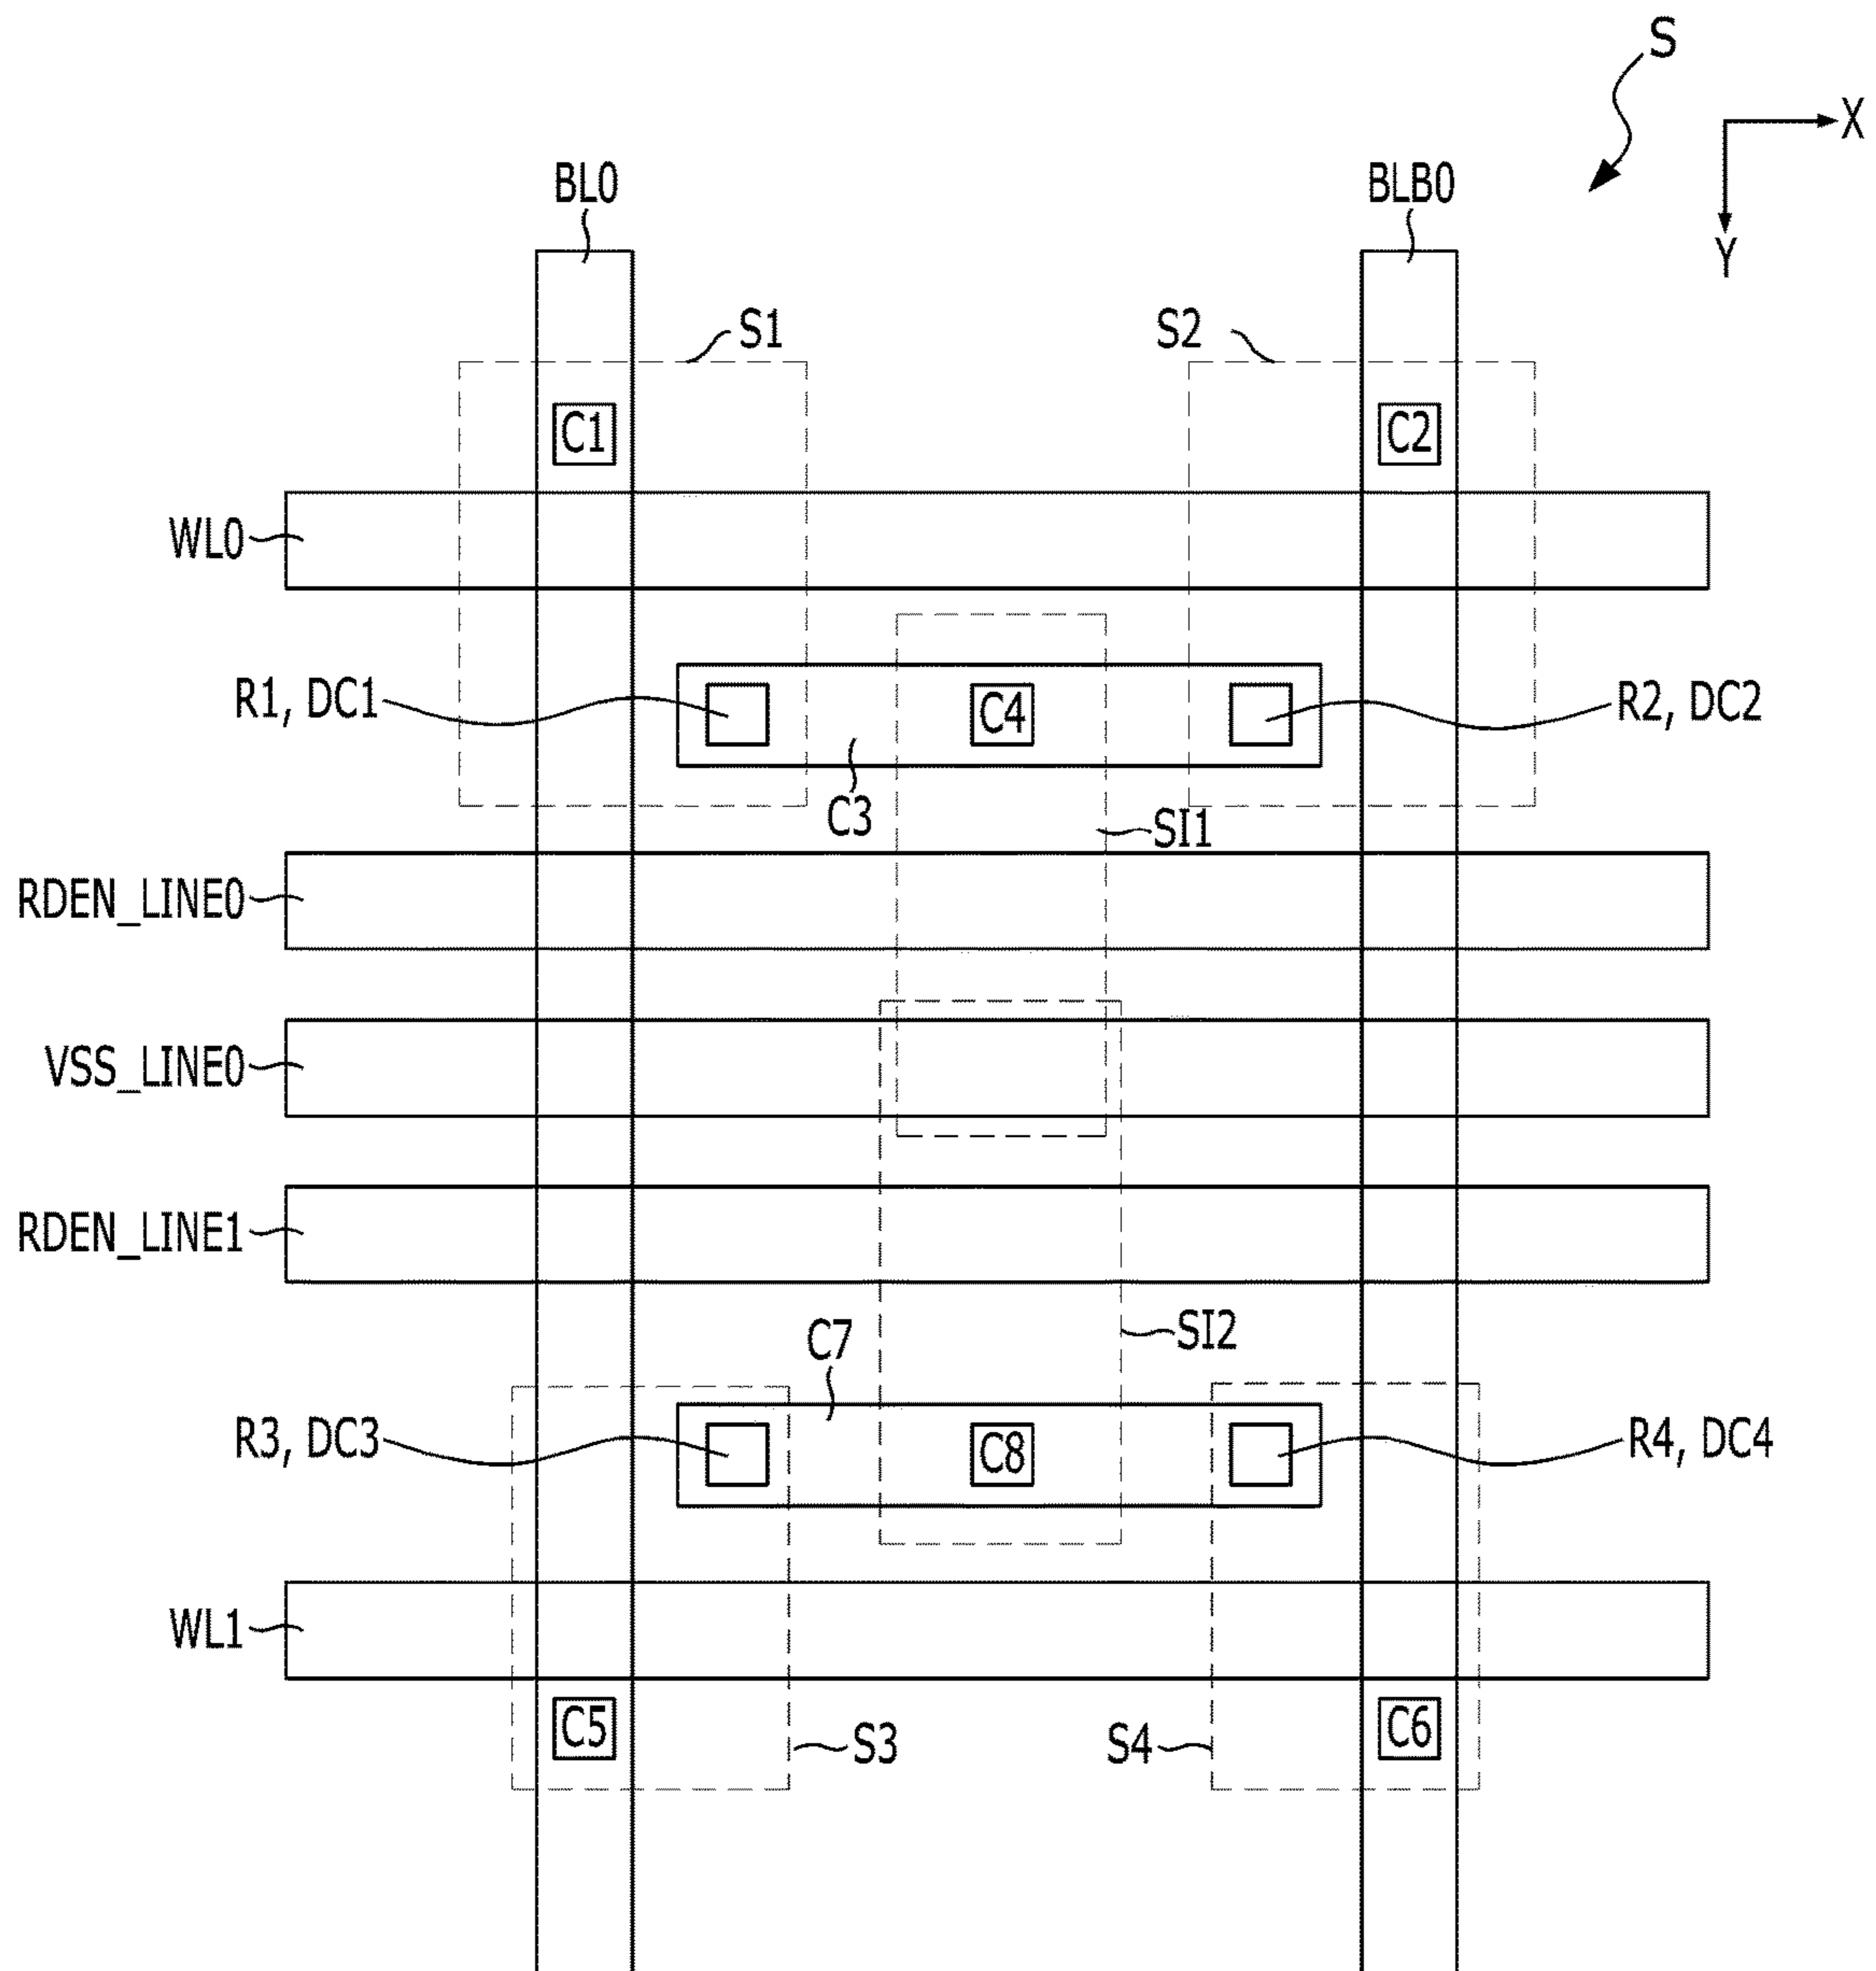 S
X
Y
BL0
BLB0
S1
S2
C1
C2
WL0
R1, DC1
C4
R2, DC2
C3
SI1
RDEN_LINE0
VSS_LINE0
RDEN_LINE1
C7
SI2
R3, DC3
C8
R4, DC4
WL1
C5
S3
S4
C6